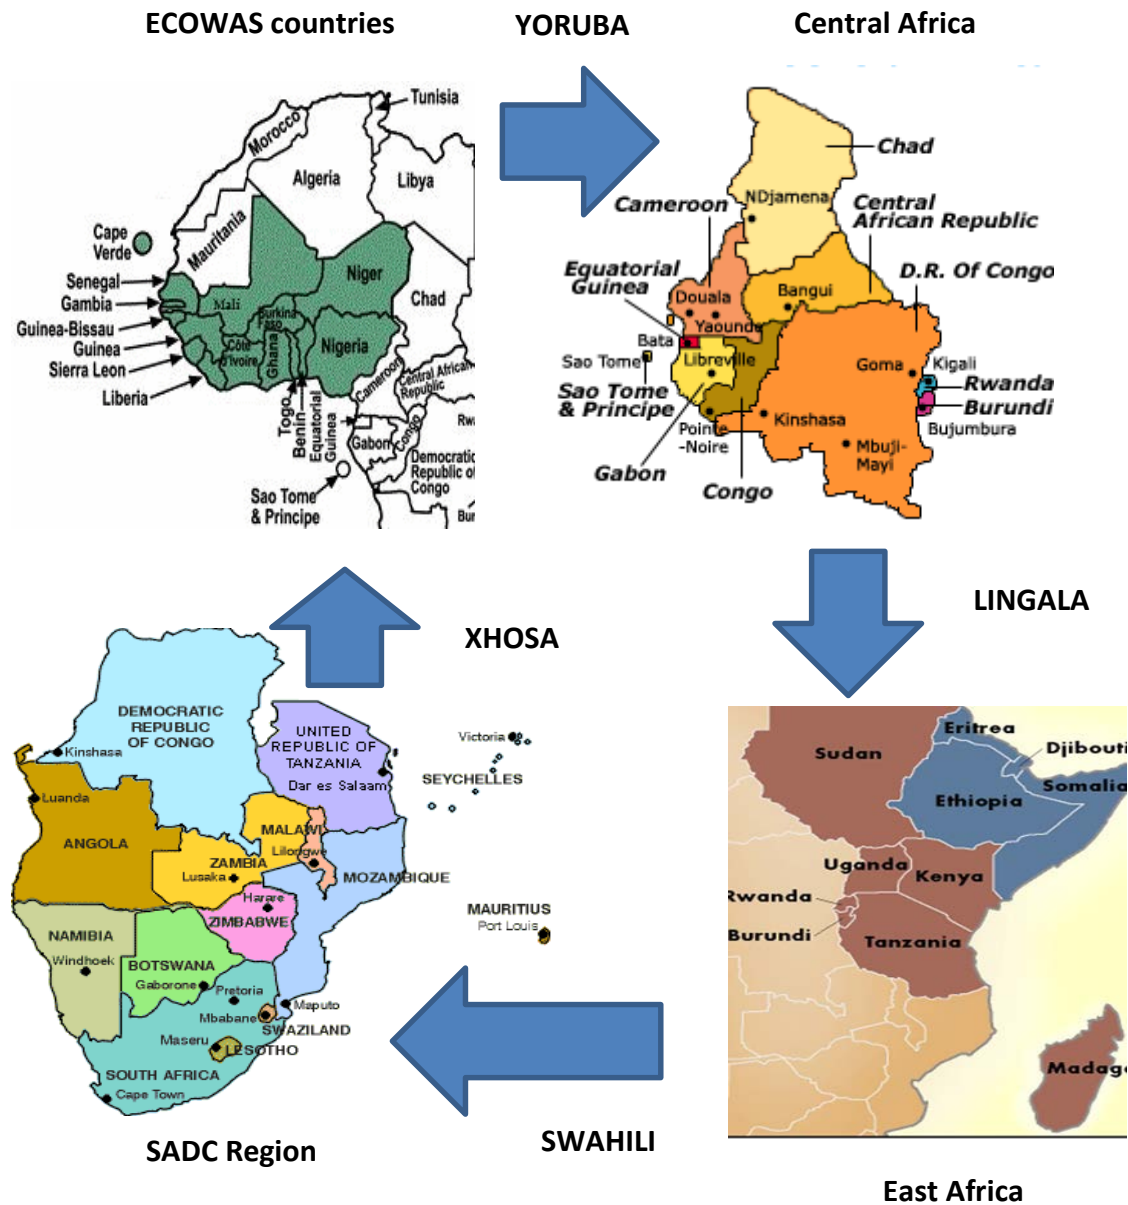 ECOWAS countries
YORUBA
Central Africa
Tunisia
Morocco
Algeria
Libya
Cape
Verde
Mauritania
Senegal
Gambia
Guinea-Bissau
Guinea
Sierra Leon
Liberia
Mali
Niger
Chad
Burkina
Faso
Côte
d'Ivoire
Ghana
Nigeria
Togo
Benin
Equatorial
Guinea
Cameroon
Central African
Republic
Gabon
Congo
Rw
Democratic
Republic of
Congo
Sao Tome
& Principe
Bur
Chad
NDjamena
Cameroon
Central
African Republic
Equatorial
Guinea
D.R. Of Congo
Douala
Yaounde
Bangui
Bata
Libreville
Sao Tome
Goma
Kigali
Rwanda
Sao Tome
& Principe
Burundi
Pointe
-Noire
Kinshasa
Bujumbura
Mbuji-
Mayi
Gabon
Congo
XHOSA
LINGALA
DEMOCRATIC
REPUBLIC
OF CONGO
Kinshasa
UNITED
REPUBLIC OF
TANZANIA
Dar es Salaam
Victoria
SEYCHELLES
Luanda
ANGOLA
MALAWI
Lilongwe
ZAMBIA
Lusaka
MOZAMBIQUE
Harare
ZIMBABWE
MAURITIUS
Port Louis
NAMIBIA
Windhoek
BOTSWANA
Gaborone
Pretoria
Maputo
Mbabane
SWAZILAND
Maseru
LESOTHO
SOUTH AFRICA
Cape Town
Sudan
Eritrea
Djibouti
Somalia
Ethiopia
Uganda
Kenya
Rwanda
Burundi
Tanzania
Madaga
SADC Region
SWAHILI
East Africa